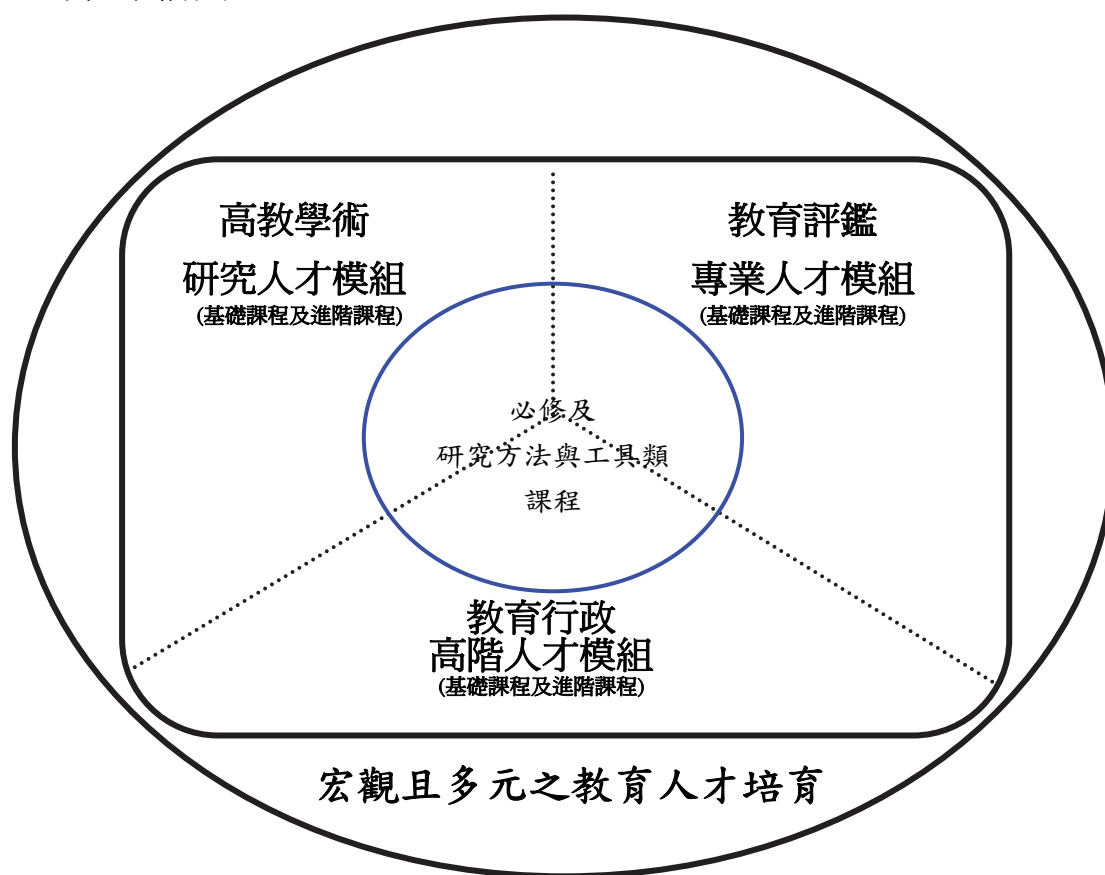 高教學術
研究人才模組
(基礎課程及進階課程)
教育評鑑
專業人才模組
(基礎課程及進階課程)
必修及
研究方法與工具類
課程
教育行政
高階人才模組
(基礎課程及進階課程)
宏觀且多元之教育人才培育